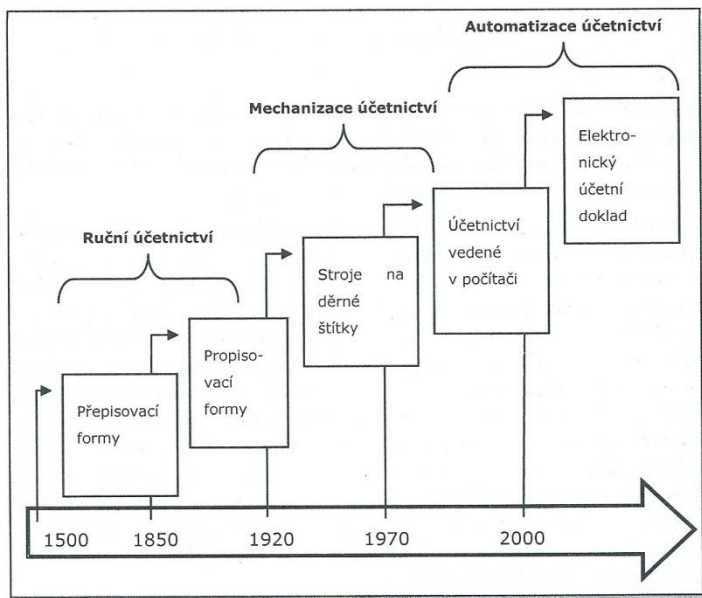 Automatizace účetnictví
Mechanizace účetnictví
Elektro-
nický
účetní
doklad
Účetnictví
vedené
v počítači
Ruční účetnictví
Stroje na
děrné
štítky
Propiso-
vací
formy
Přepisovací
formy
1500 1850 1920 1970 2000